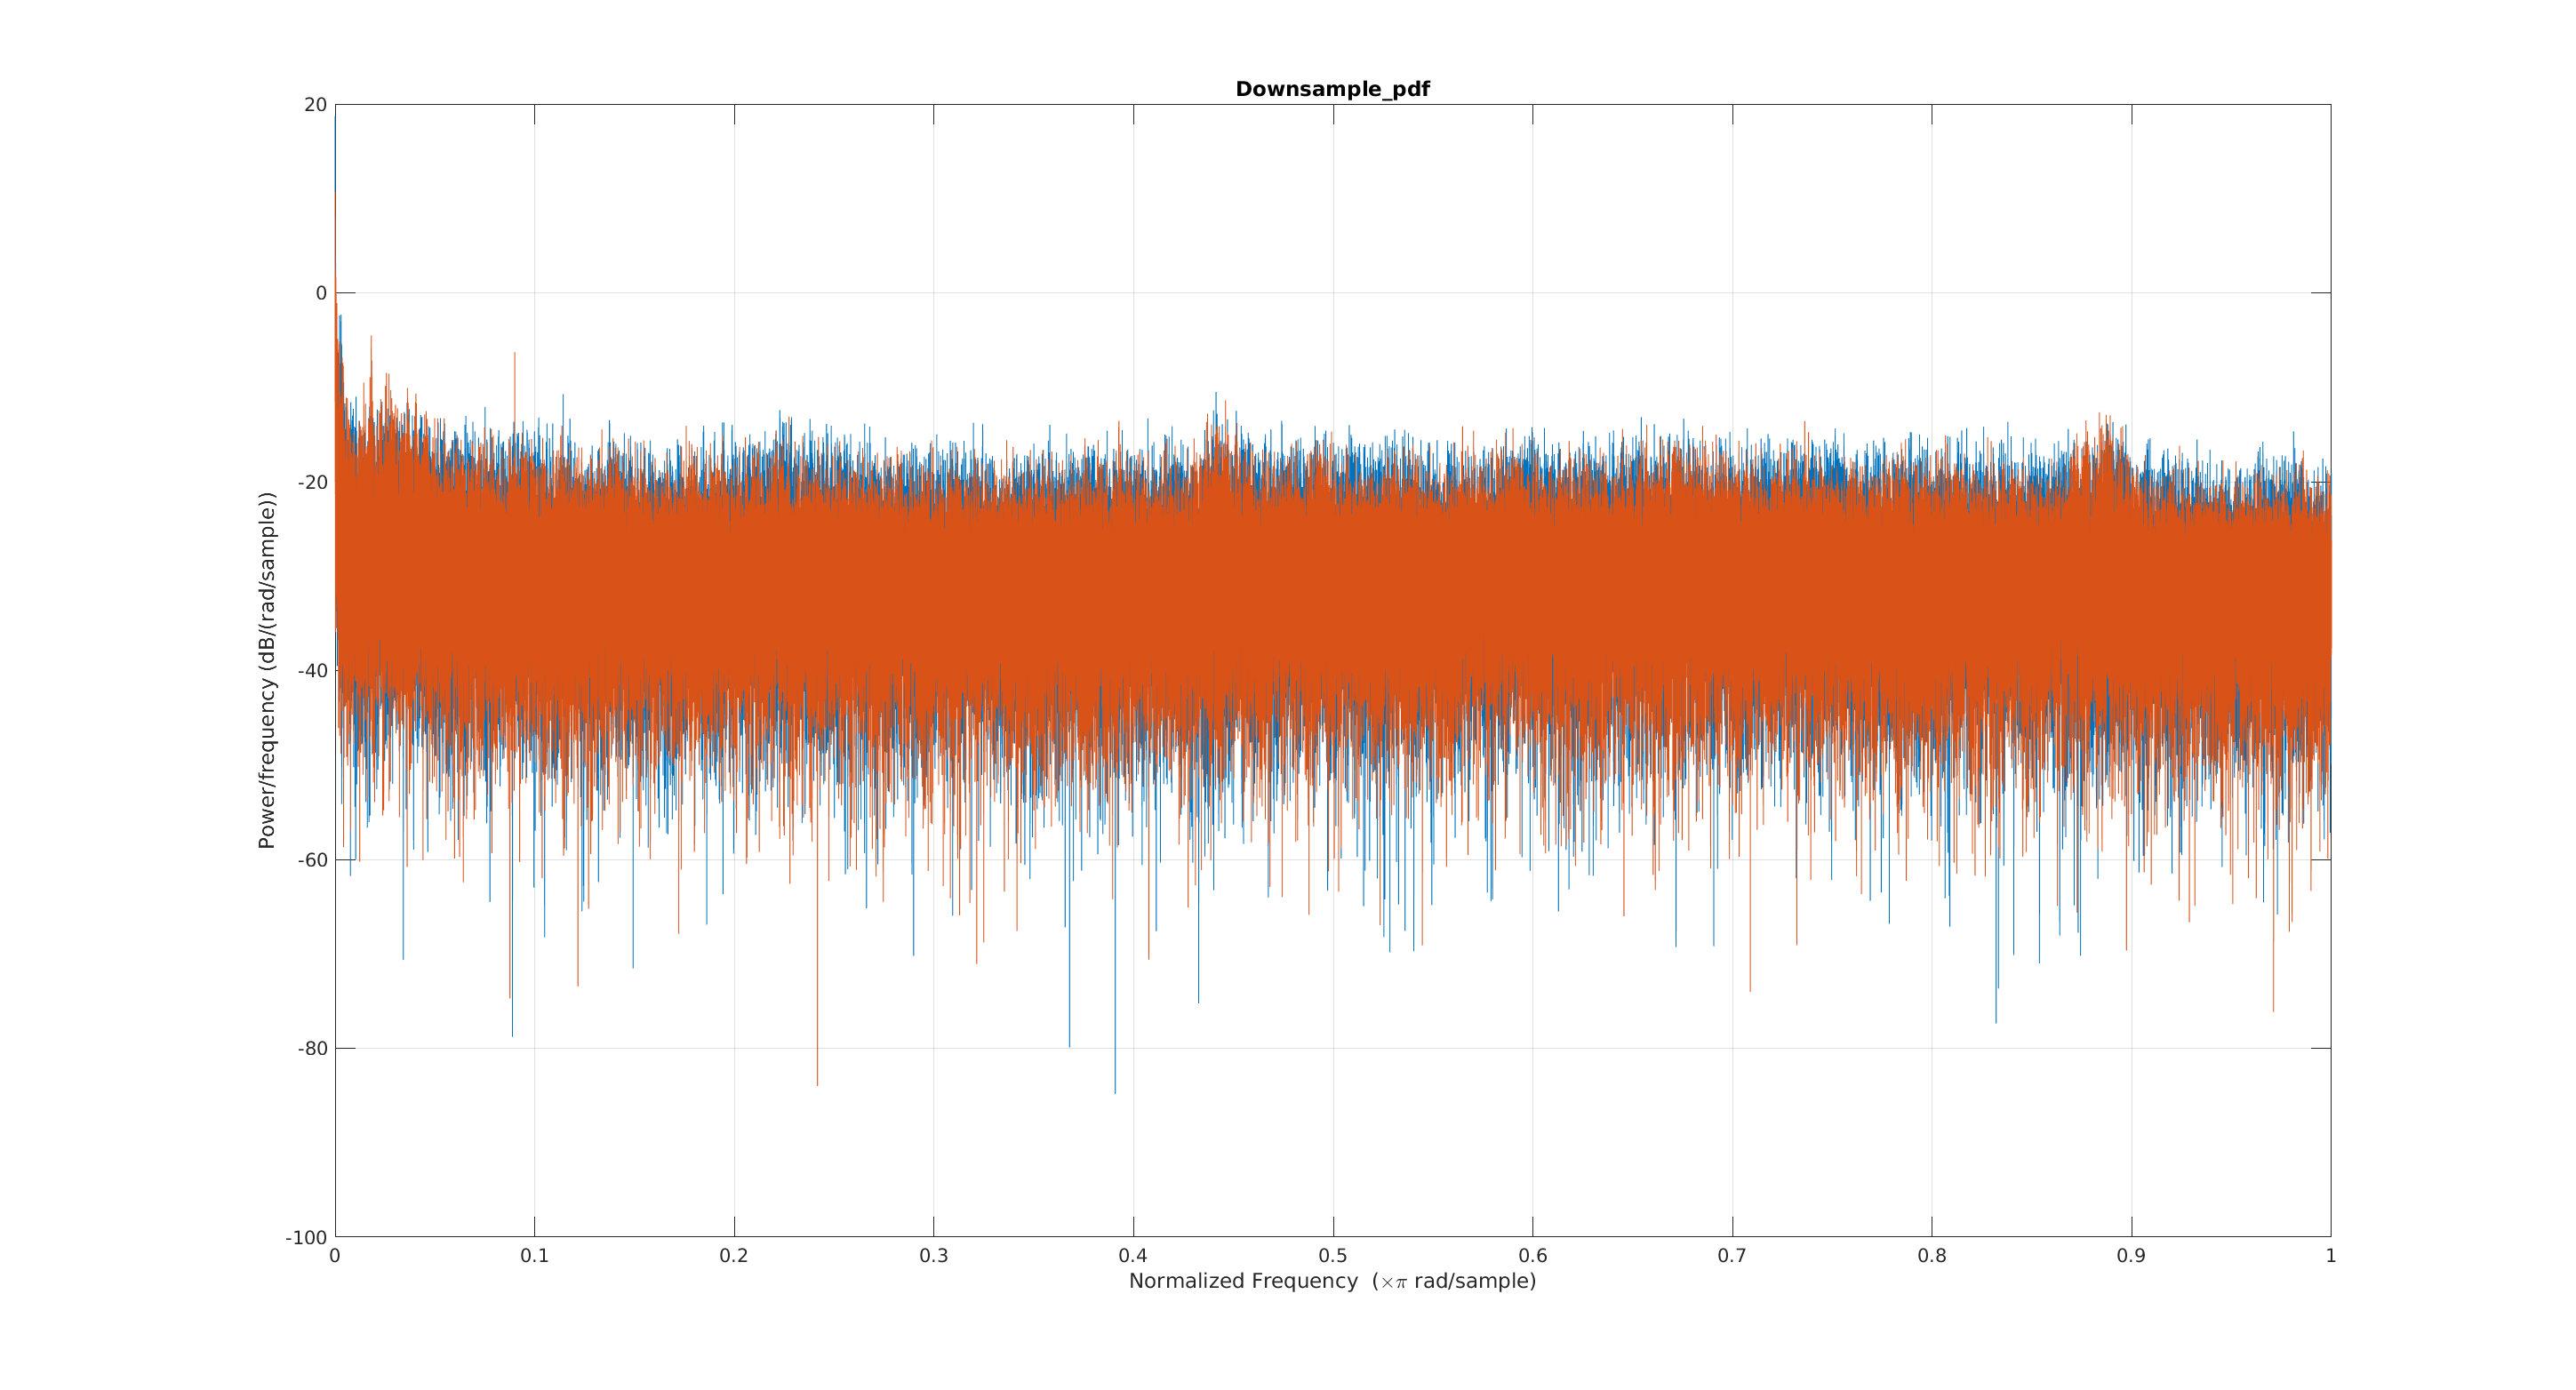 Downsample_pdf
20
0
-20
-40
-60
-80
-100
Power/frequency (dB/(rad/sample))
0 0.1 0.2 0.3 0.4 0.5 0.6 0.7 0.8 0.9 1
Normalized Frequency (×π rad/sample)